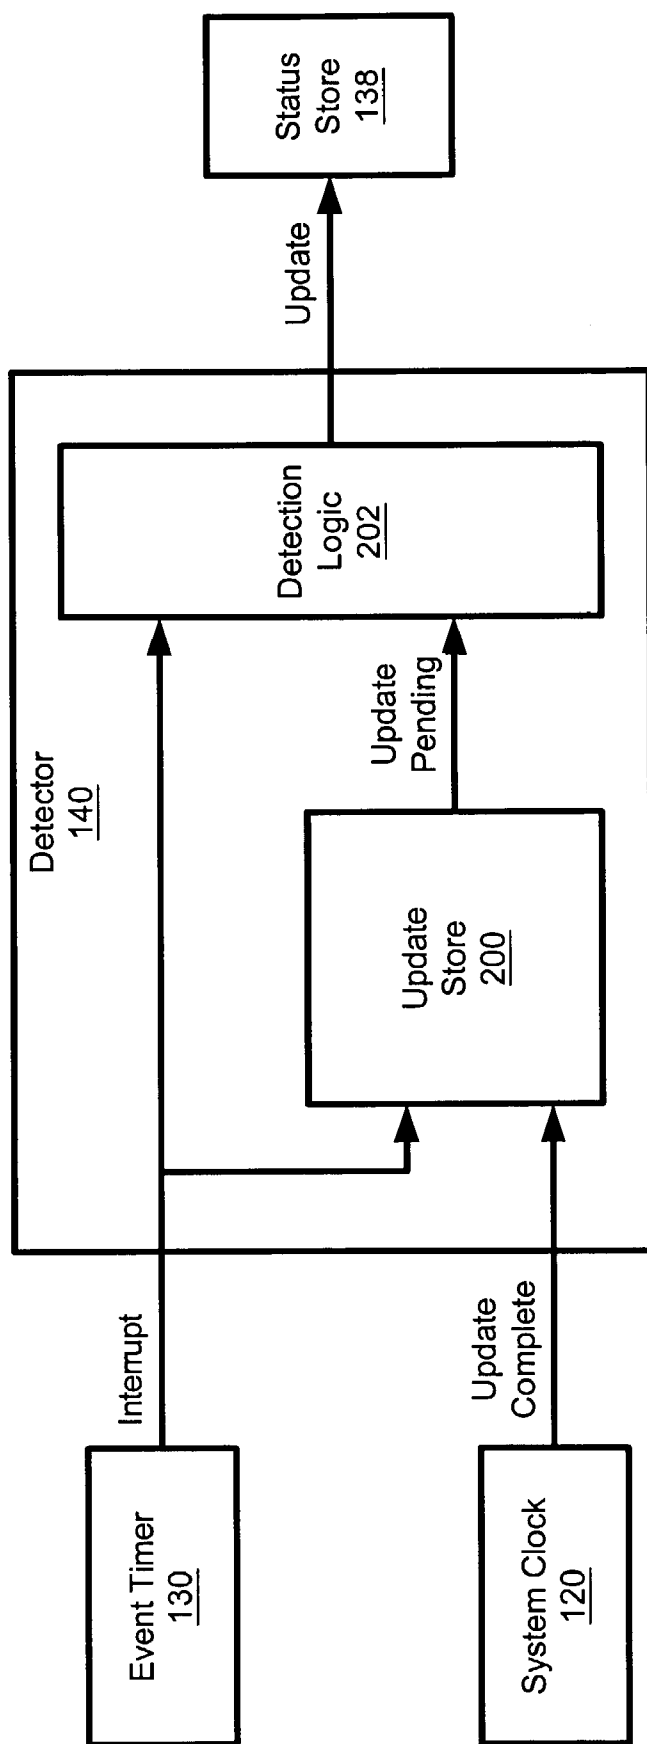 Event Timer
130
Interrupt
System Clock
120
Update
Complete
Detector
140
Update
Store
200
Update
Pending
Detection
Logic
202
Update
Status
Store
138